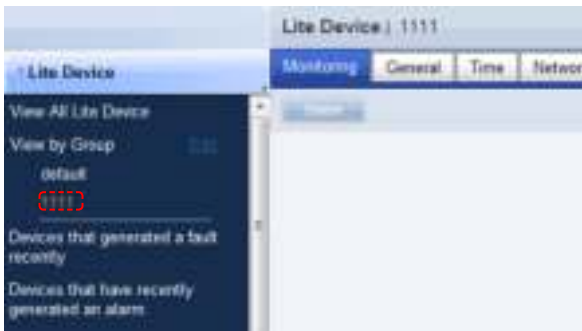 Lite Device | 1111
Lite Device
Monitoring General Time Networ
View All Lite Device
View by Group
default
1111
Devices that generated a fault
recently
Devices that have recently
generated an alarm